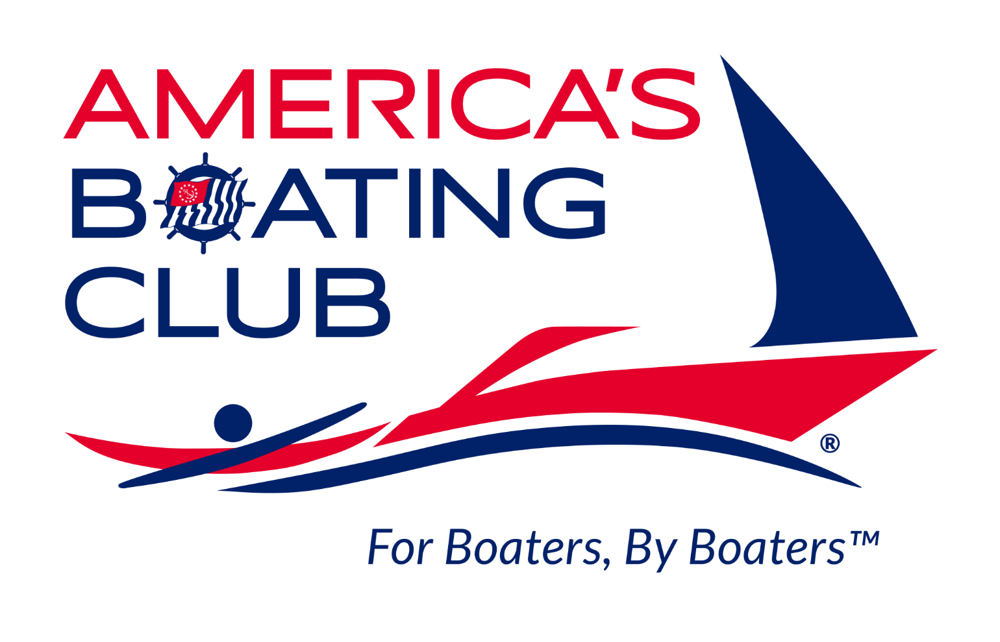 AMERICA'S
BOATING
CLUB
®
For Boaters, By Boaters™